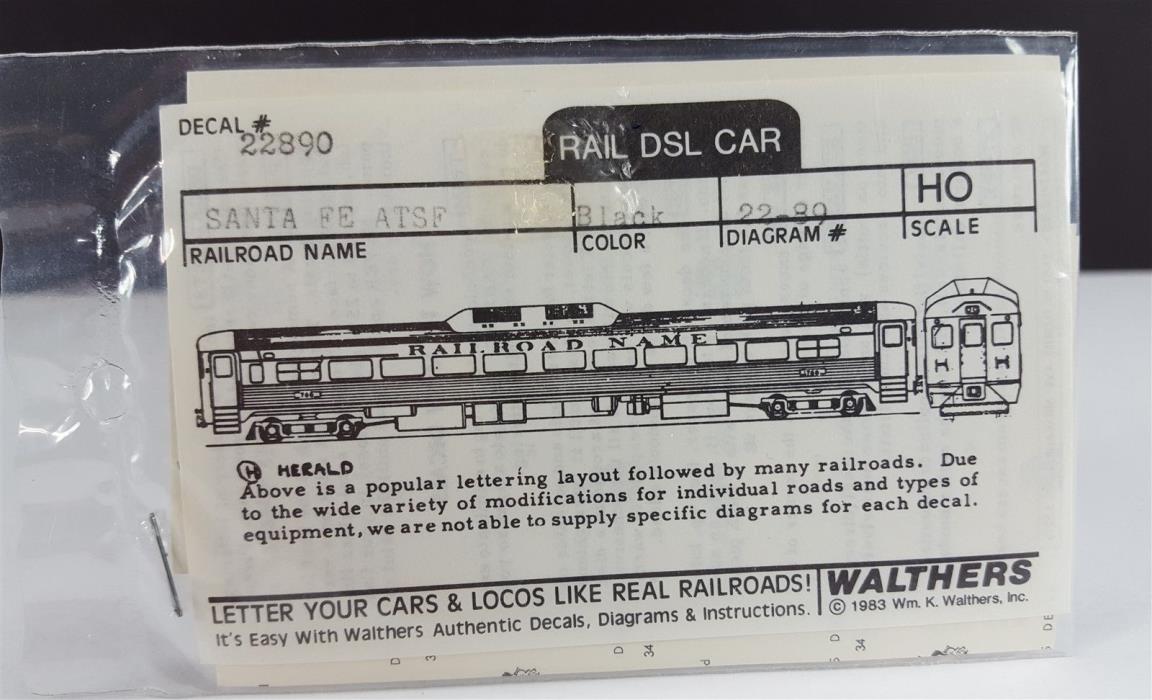 DECAL #
22890
RAIL DSL CAR
SANTA FE ATSF Black 22-89 HO
RAILROAD NAME COLOR DIAGRAM # SCALE
RAILROAD NAME
H H
H HERALD
Above is a popular lettering layout followed by many railroads. Due
to the wide variety of modifications for individual roads and types of
equipment, we are not able to supply specific diagrams for each decal.
LETTER YOUR CARS & LOCOS LIKE REAL RAILROADS!
It's Easy With Walthers Authentic Decals, Diagrams & Instructions.
WALTHERS
© 1983 Wm. K. Walthers, Inc.
D 34 D 34 DE